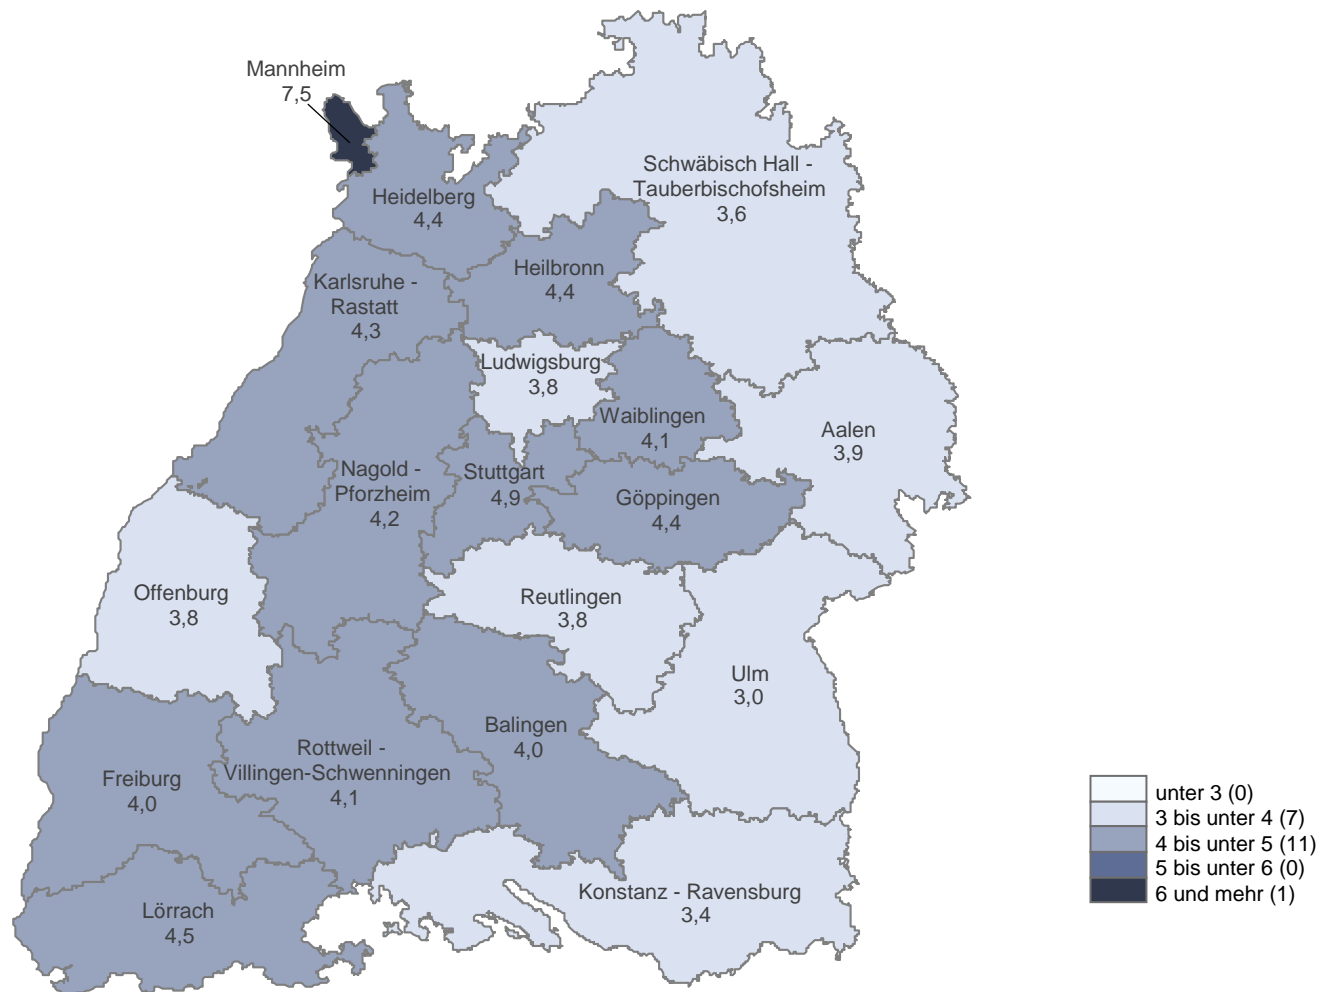 Mannheim
7,5
Schwäbisch Hall -
Tauberbischofsheim
3,6
Heidelberg
4,4
Heilbronn
4,4
Karlsruhe -
Rastatt
4,3
Ludwigsburg
3,8
Waiblingen
4,1
Aalen
3,9
Nagold -
Pforzheim
4,2
Stuttgart
4,9
Göppingen
4,4
Offenburg
3,8
Reutlingen
3,8
Ulm
3,0
Balingen
4,0
Rottweil -
Villingen-Schwenningen
4,1
Freiburg
4,0
Konstanz - Ravensburg
3,4
Lörrach
4,5
unter 3 (0)
3 bis unter 4 (7)
4 bis unter 5 (11)
5 bis unter 6 (0)
6 und mehr (1)